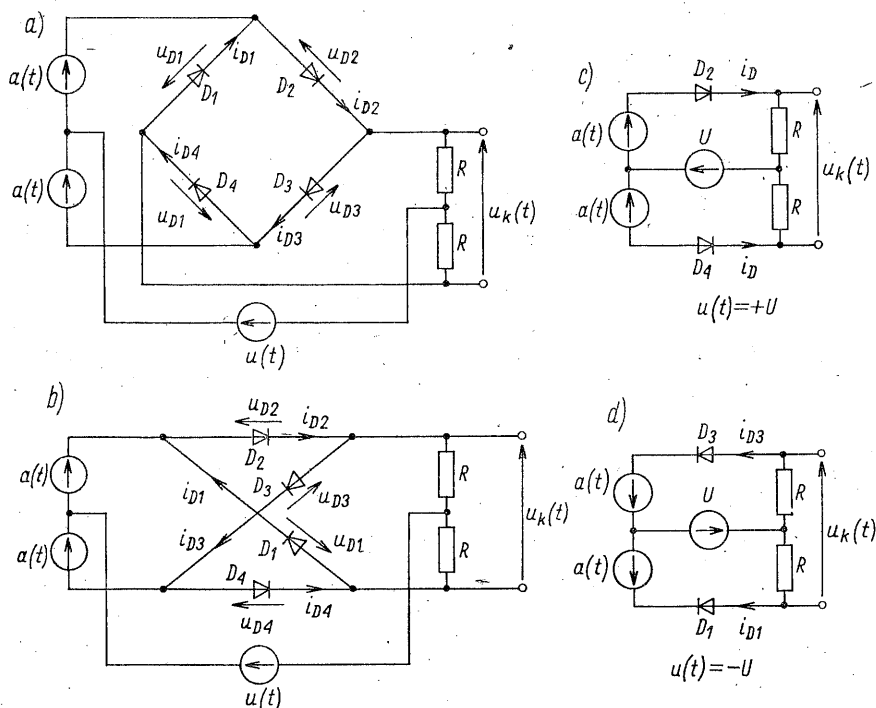 a)
a(t)
a(t)
u_D1
i_D1
D1
u_D2
D2
i_D2
i_D4
D4
u_D1
D3
u_D3
i_D3
R
R
u_k(t)
u(t)
b)
a(t)
a(t)
u_D2
i_D2
D2
i_D1
D3
u_D3
i_D3
D1
u_D1
D4
u_D4
i_D4
R
R
u_k(t)
u(t)
c)
D2
i_D
a(t)
U
R
a(t)
R
u_k(t)
D4
i_D
u(t)=+U
d)
D3
i_D3
a(t)
U
R
a(t)
R
u_k(t)
D1
i_D1
u(t)=-U